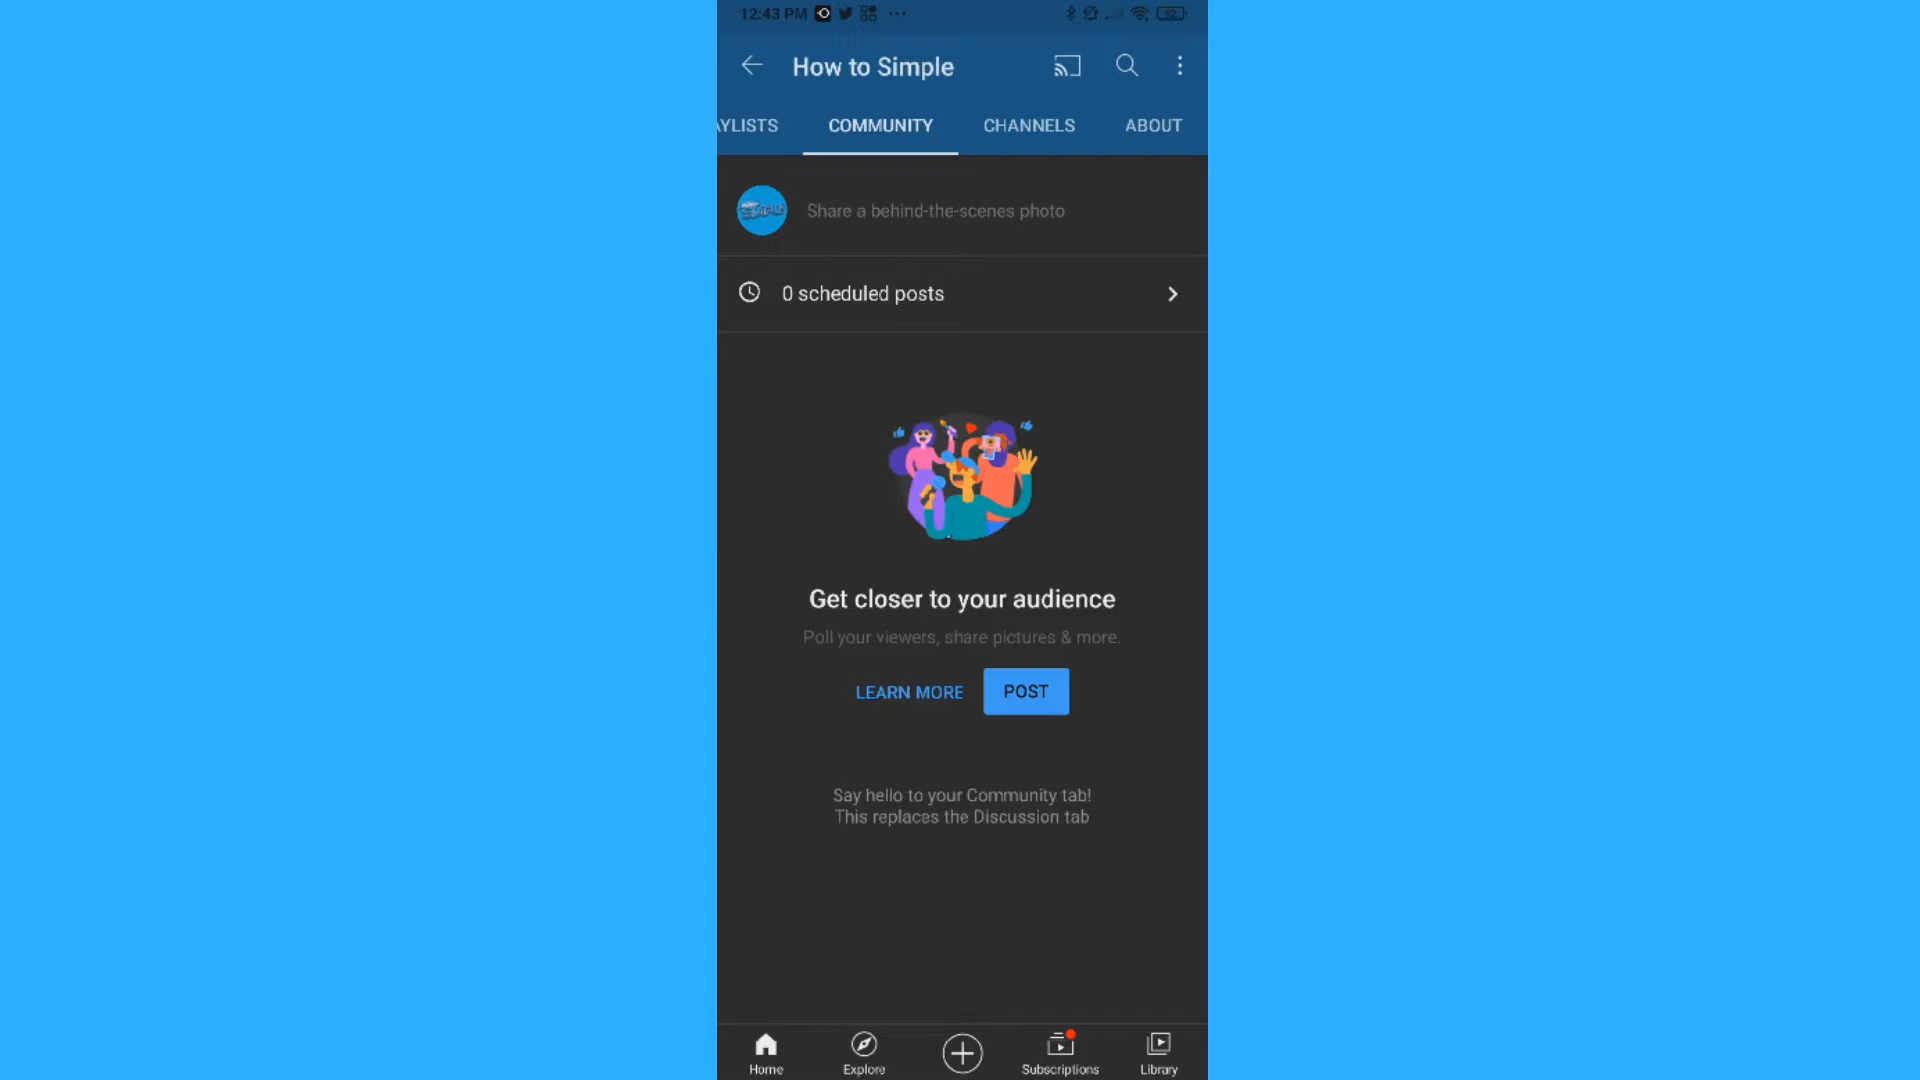 12:43 PM
How to Simple
AYLISTS COMMUNITY CHANNELS ABOUT
Share a behind-the-scenes photo
0 scheduled posts
Get closer to your audience
Poll your viewers, share pictures & more.
LEARN MORE POST
Say hello to your Community tab!
This replaces the Discussion tab
Home Explore Subscriptions Library